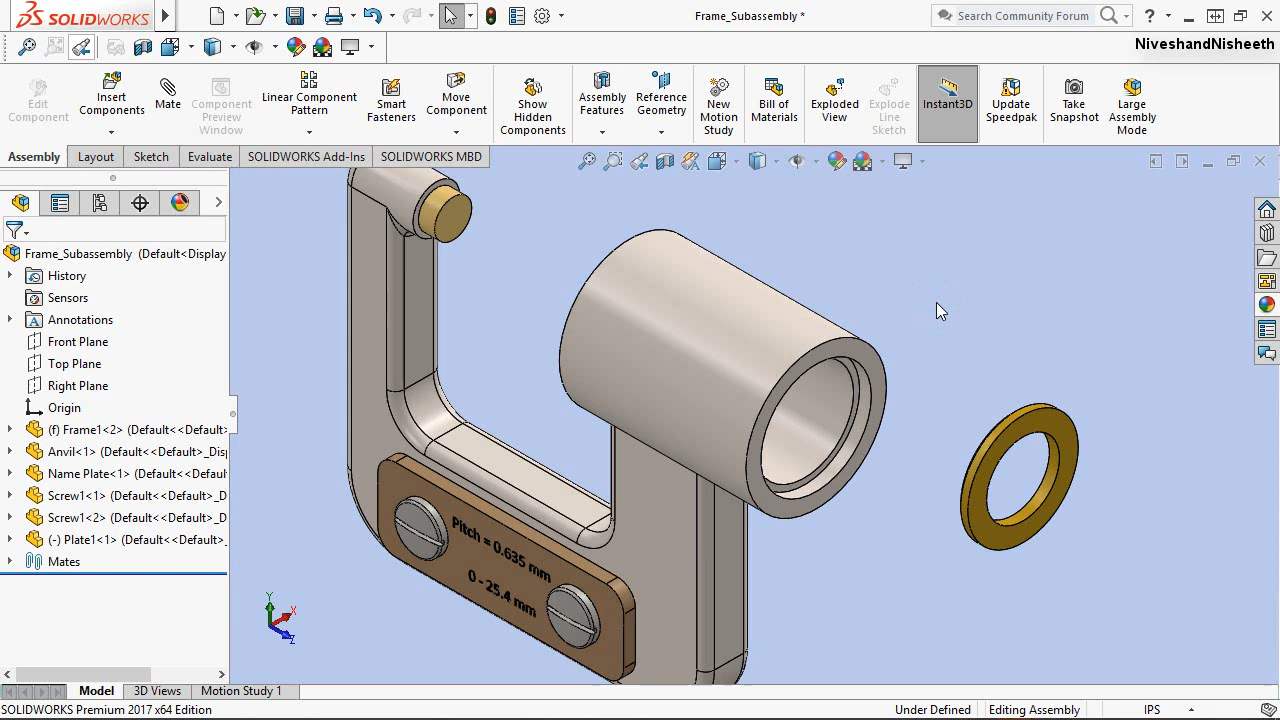 SOLIDWORKS
Frame_Subassembly *
Search Community Forum
NiveshandNisheeth
Edit
Component
Insert
Components
Mate
Component
Preview
Window
Linear Component
Pattern
Smart
Fasteners
Move
Component
Show
Hidden
Components
Assembly
Features
Reference
Geometry
New
Motion
Study
Bill of
Materials
Exploded
View
Explode
Line
Sketch
Instant3D
Update
Speedpak
Take
Snapshot
Large
Assembly
Mode
Assembly
Layout
Sketch
Evaluate
SOLIDWORKS Add-Ins
SOLIDWORKS MBD
Frame_Subassembly (Default<Display
History
Sensors
Annotations
Front Plane
Top Plane
Right Plane
Origin
(f) Frame1<2> (Default<<Default>
Anvil<1> (Default<<Default>_Disp
Name Plate<1> (Default<<Default
Screw1<1> (Default<<Default>_D
Screw1<2> (Default<<Default>_D
(-) Plate1<1> (Default<<Default>_
Mates
Pitch = 0.635 mm
0 - 25.4 mm
Y
X
Z
Model
3D Views
Motion Study 1
SOLIDWORKS Premium 2017 x64 Edition
Under Defined
Editing Assembly
IPS